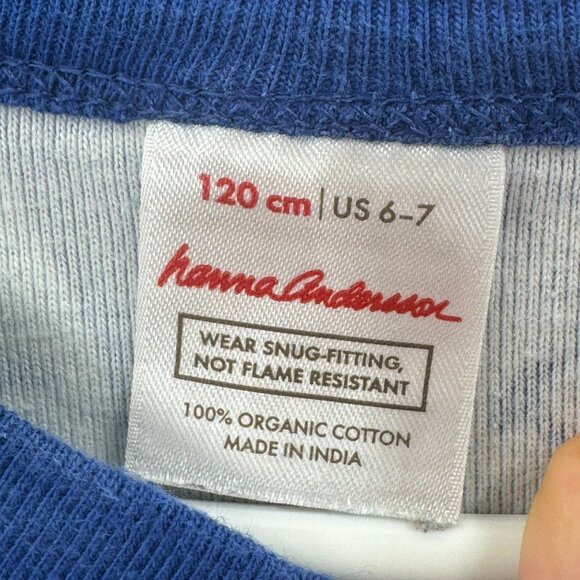 120 cm | US 6-7
hanna andersson
WEAR SNUG-FITTING,
NOT FLAME RESISTANT
100% ORGANIC COTTON
MADE IN INDIA